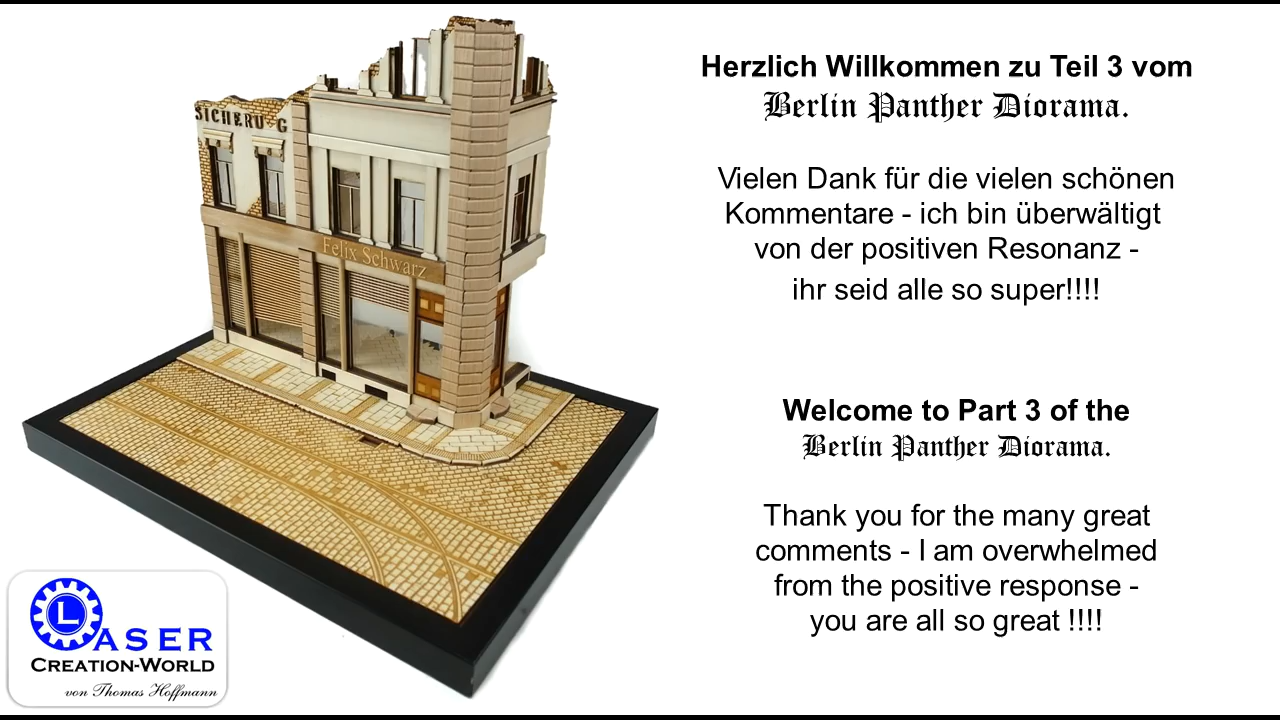 SICHERU G
Felix Schwarz
Herzlich Willkommen zu Teil 3 vom
Berlin Panther Diorama.
Vielen Dank für die vielen schönen
Kommentare - ich bin überwältigt
von der positiven Resonanz -
ihr seid alle so super!!!!
Welcome to Part 3 of the
Berlin Panther Diorama.
Thank you for the many great
comments - I am overwhelmed
from the positive response -
you are all so great !!!!
LASER
CREATION-WORLD
von Thomas Hoffmann